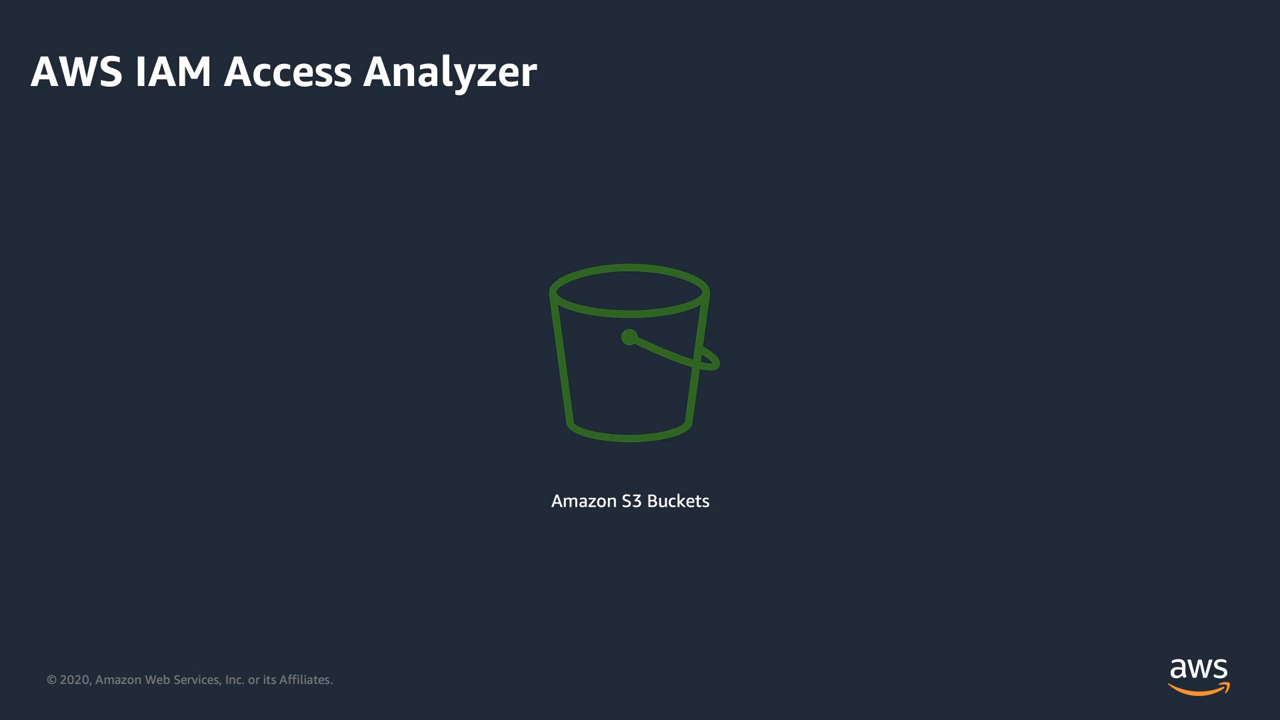 AWS IAM Access Analyzer
Amazon S3 Buckets
© 2020, Amazon Web Services, Inc. or its Affiliates.
aws